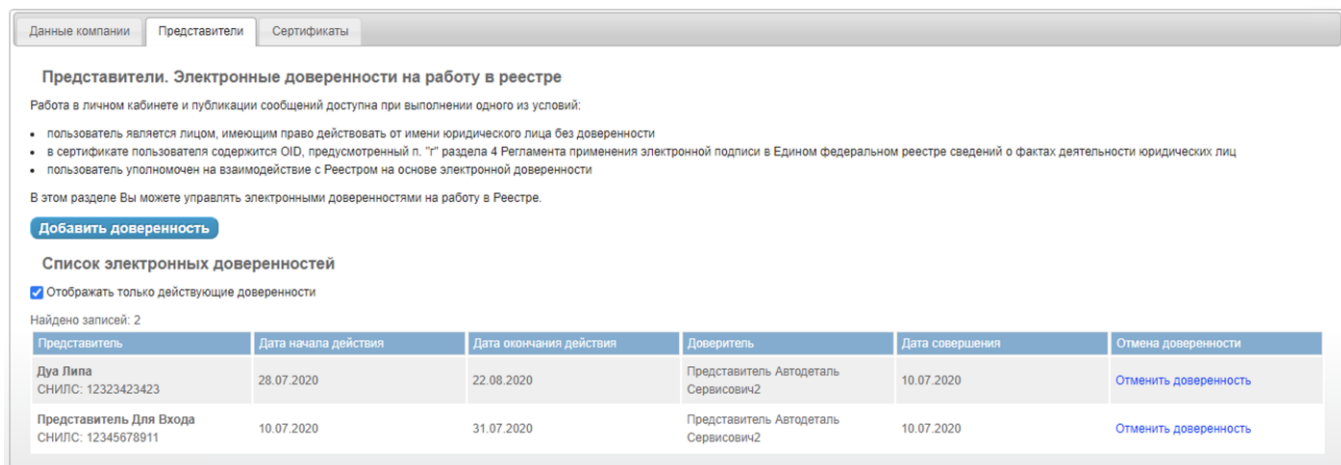 Данные компании Представители Сертификаты
Представители. Электронные доверенности на работу в реестре
Работа в личном кабинете и публикации сообщений доступна при выполнении одного из условий:
• пользователь является лицом, имеющим право действовать от имени юридического лица без доверенности
• в сертификате пользователя содержится OID, предусмотренный п. "г" раздела 4 Регламента применения электронной подписи в Едином федеральном реестре сведений о фактах деятельности юридических лиц
• пользователь уполномочен на взаимодействие с Реестром на основе электронной доверенности
В этом разделе Вы можете управлять электронными доверенностями на работу в Реестре.
Добавить доверенность
Список электронных доверенностей
Отображать только действующие доверенности
Найдено записей: 2
Представитель Дата начала действия Дата окончания действия Доверитель Дата совершения Отмена доверенности
Дуа Липа
СНИЛС: 12323423423
28.07.2020
22.08.2020
Представитель Автодеталь
Сервисович2
10.07.2020
Отменить доверенность
Представитель Для Входа
СНИЛС: 12345678911
10.07.2020
31.07.2020
Представитель Автодеталь
Сервисович2
10.07.2020
Отменить доверенность